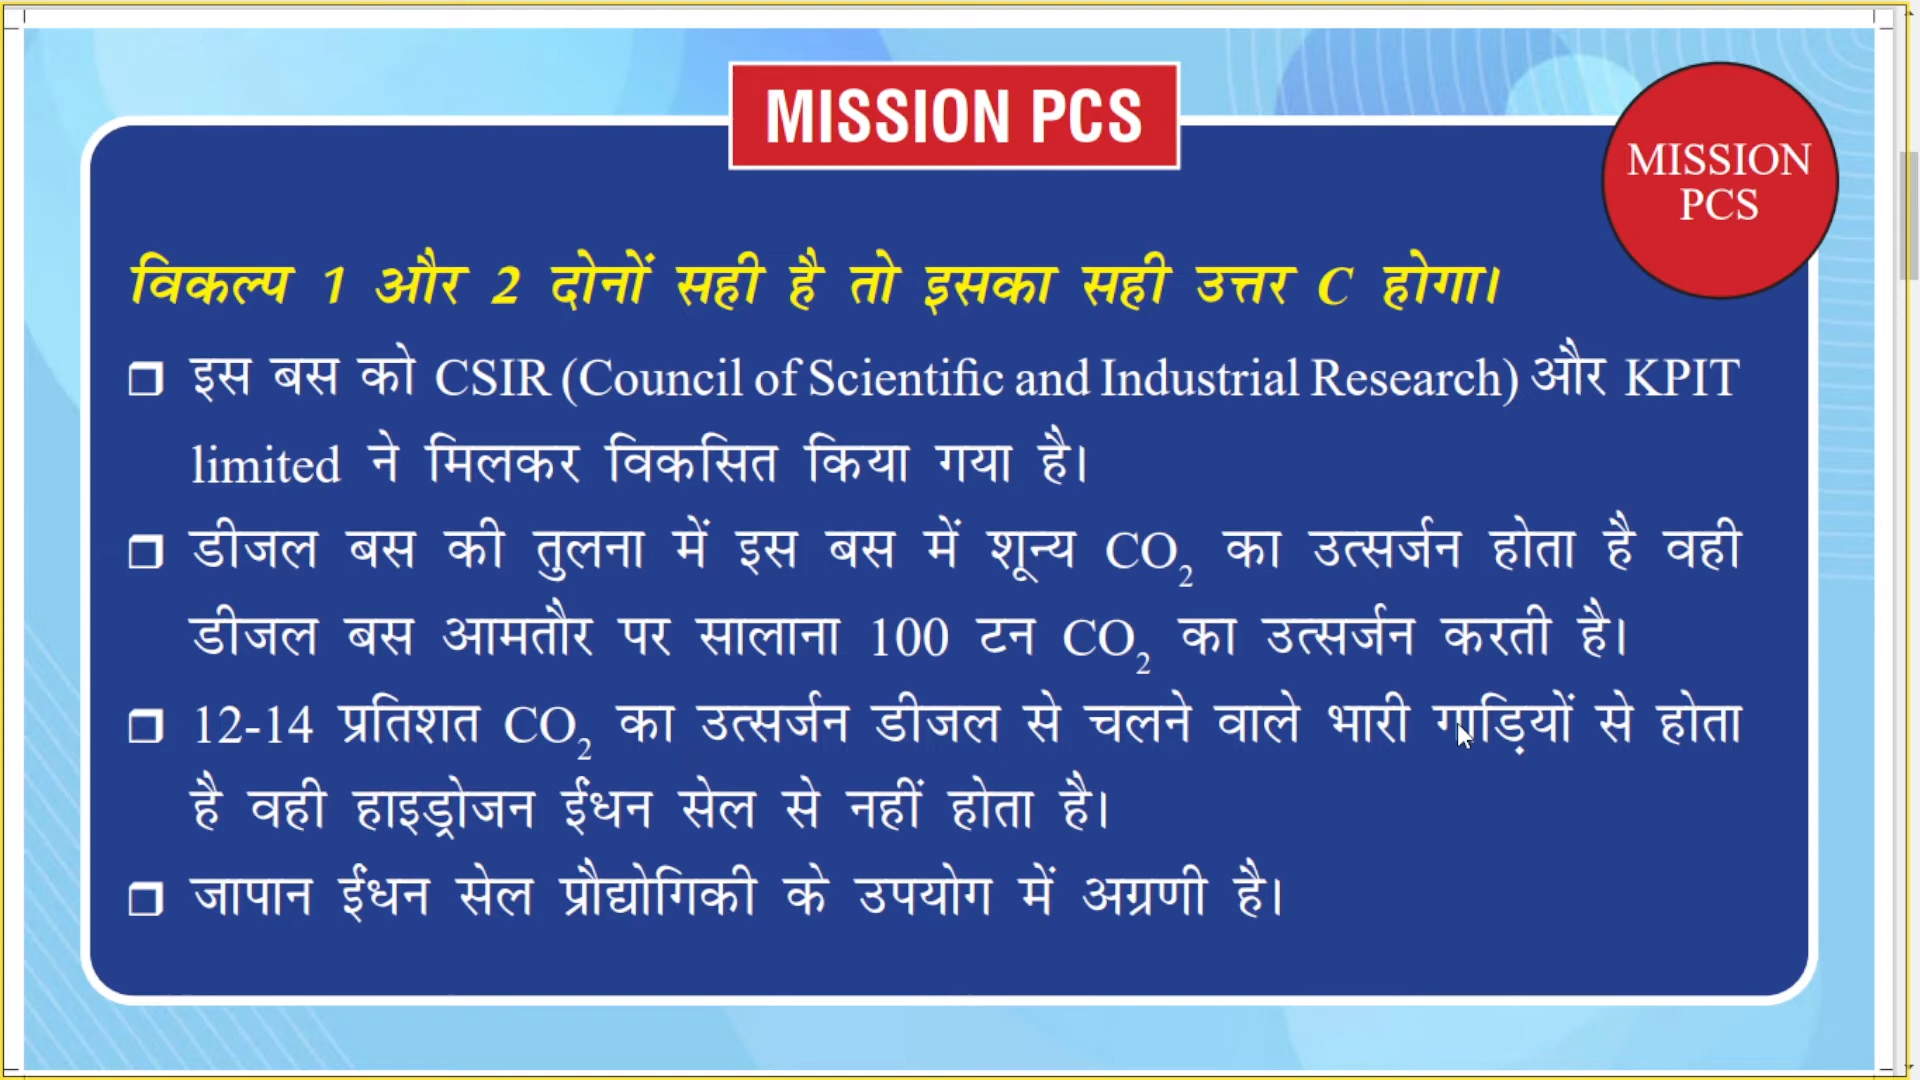 MISSION PCS
MISSION
PCS
विकल्प 1 और 2 दोनों सही है तो इसका सही उत्तर C होगा।
❒ इस बस को CSIR (Council of Scientific and Industrial Research) और KPIT
limited ने मिलकर विकसित किया गया है।
❒ डीजल बस की तुलना में इस बस में शून्य CO₂ का उत्सर्जन होता है वही
डीजल बस आमतौर पर सालाना 100 टन CO₂ का उत्सर्जन करती है।
❒ 12-14 प्रतिशत CO₂ का उत्सर्जन डीजल से चलने वाले भारी गाड़ियों से होता
है वही हाइड्रोजन ईंधन सेल से नहीं होता है।
❒ जापान ईंधन सेल प्रौद्योगिकी के उपयोग में अग्रणी है।